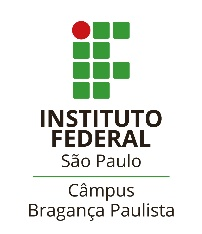 INSTITUTO
FEDERAL
São Paulo
Câmpus
Bragança Paulista